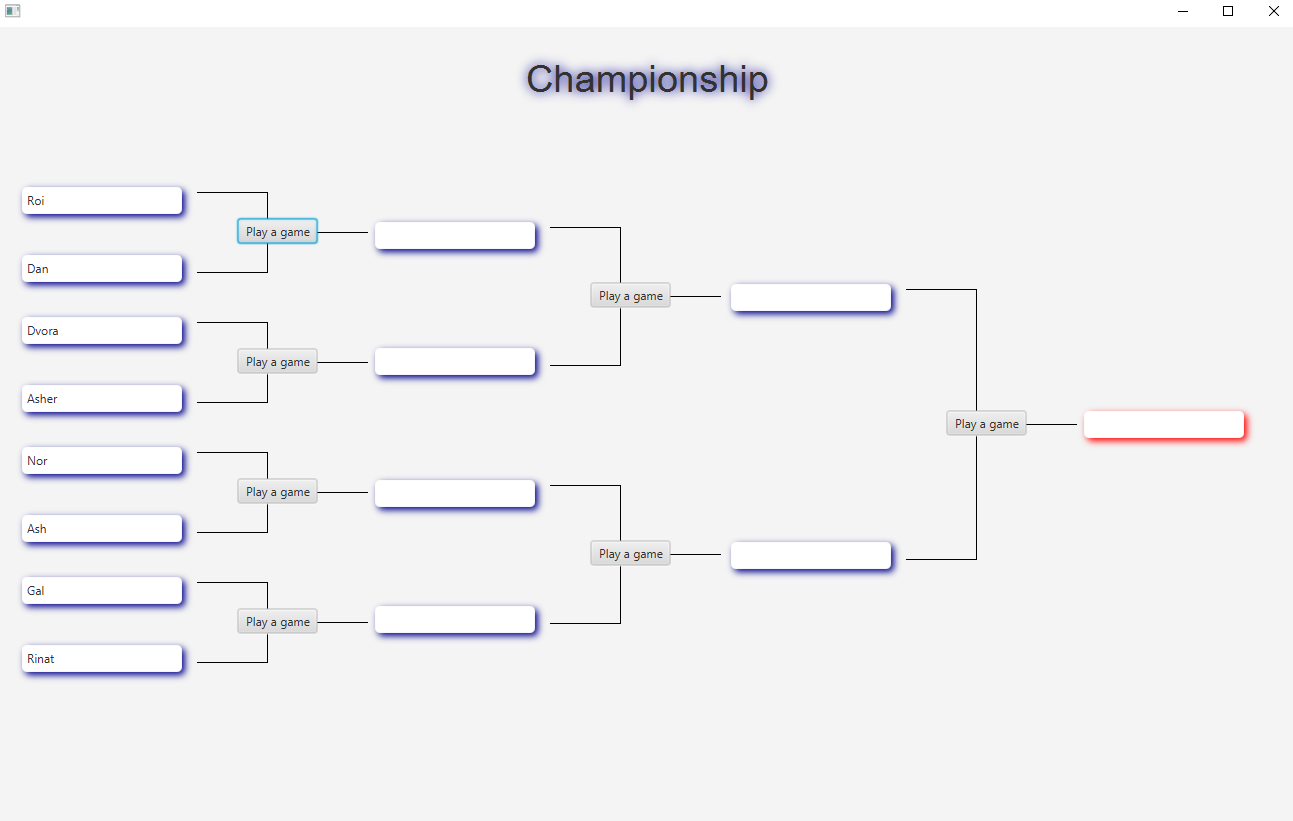 Championship
Roi
Play a game
Dan
Play a game
Dvora
Play a game
Asher
Play a game
Nor
Play a game
Ash
Play a game
Gal
Play a game
Rinat